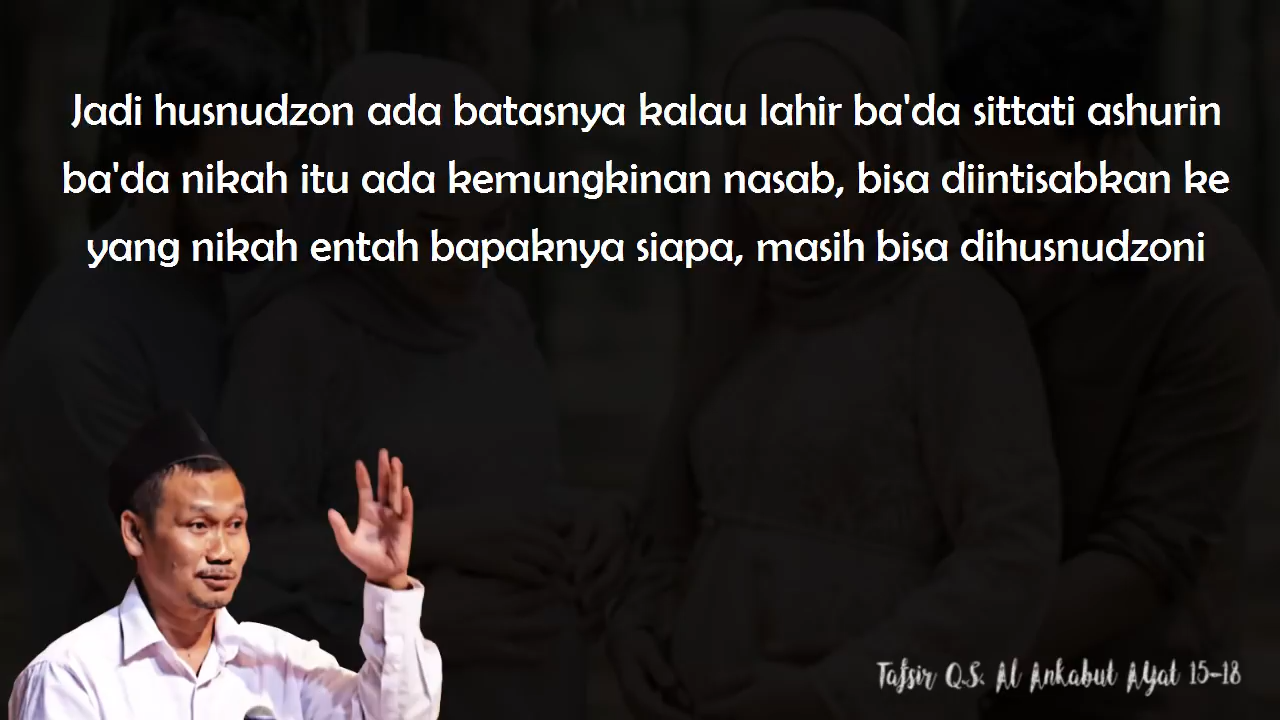 Jadi husnudzon ada batasnya kalau lahir ba'da sittati ashurin
ba'da nikah itu ada kemungkinan nasab, bisa diintisabkan ke
yang nikah entah bapaknya siapa, masih bisa dihusnudzoni
Tafsir Q.S. Al Ankabut Ayat 15-18